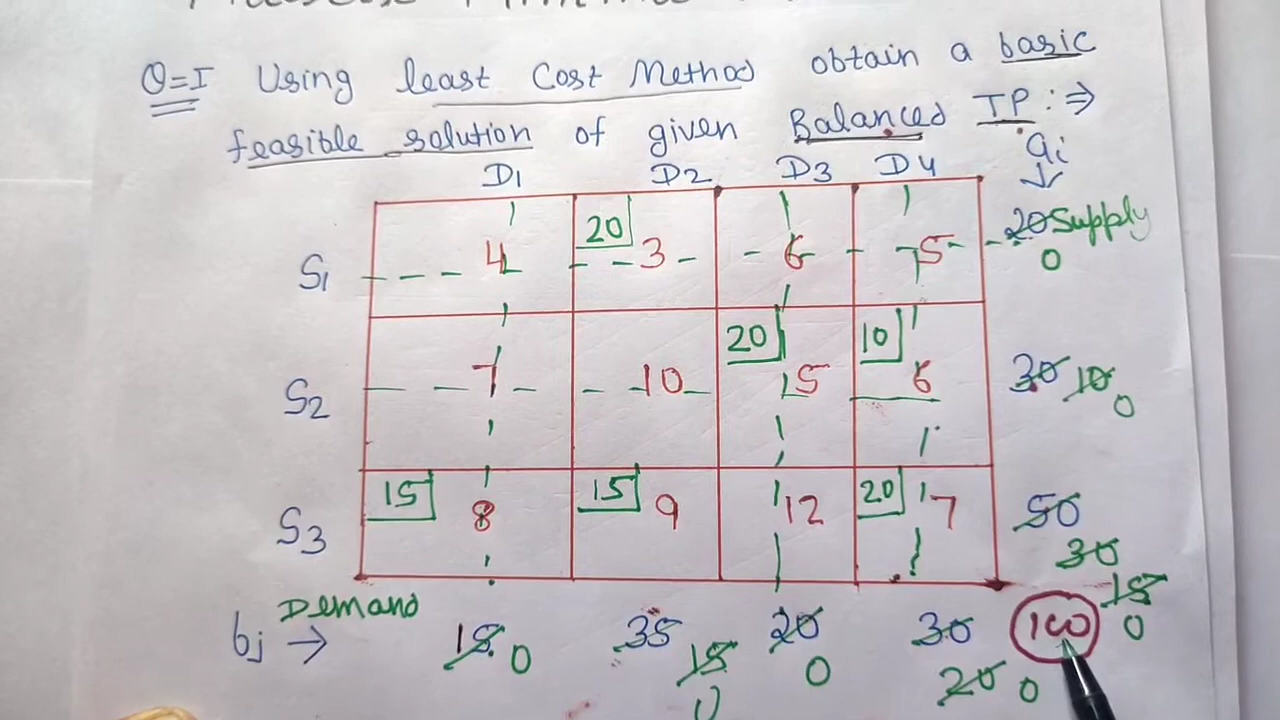 Q=I Using least Cost Method obtain a basic
feasible solution of given Balanced TP : ⇒
D1 D2 D3 D4 ai ↓
S1 4 20 3 6 5 20 Supply
0
S2 7 10 20 5 10 6 30 10 0
S3 15 8 15 9 12 20 7 50
30
15
Demand
bj → 15 0 35 15 0 20 0 30 20 0 100 0